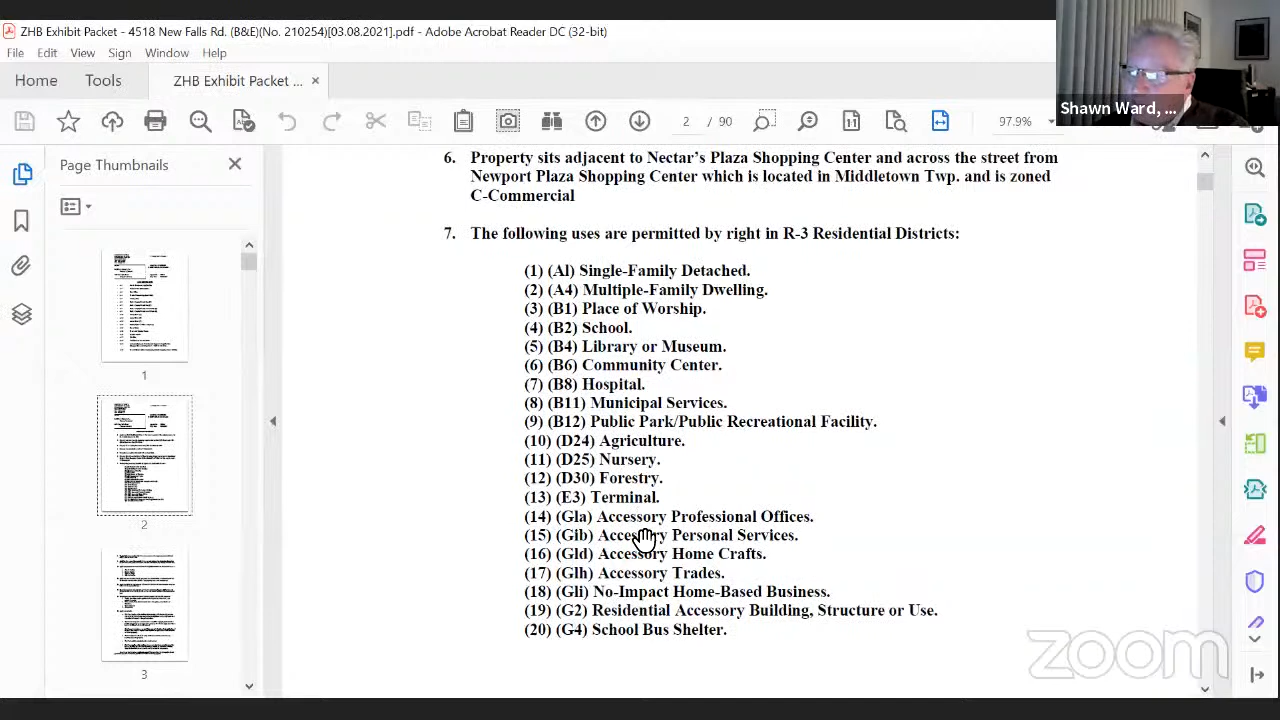 ZHB Exhibit Packet - 4518 New Falls Rd. (B&E)(No. 210254)[03.08.2021].pdf - Adobe Acrobat Reader DC (32-bit)
File Edit View Sign Window Help
Home Tools ZHB Exhibit Packet ... ×
2 / 90 97.9%
Shawn Ward, ...
Page Thumbnails
1
2
3
6. Property sits adjacent to Nectar's Plaza Shopping Center and across the street from
Newport Plaza Shopping Center which is located in Middletown Twp. and is zoned
C-Commercial
7. The following uses are permitted by right in R-3 Residential Districts:
(1) (Al) Single-Family Detached.
(2) (A4) Multiple-Family Dwelling.
(3) (B1) Place of Worship.
(4) (B2) School.
(5) (B4) Library or Museum.
(6) (B6) Community Center.
(7) (B8) Hospital.
(8) (B11) Municipal Services.
(9) (B12) Public Park/Public Recreational Facility.
(10) (D24) Agriculture.
(11) (D25) Nursery.
(12) (D30) Forestry.
(13) (E3) Terminal.
(14) (Gla) Accessory Professional Offices.
(15) (Gib) Accessory Personal Services.
(16) (Gld) Accessory Home Crafts.
(17) (Glh) Accessory Trades.
(18) (Gli) No-Impact Home-Based Business.
(19) (G2) Residential Accessory Building, Structure or Use.
(20) (G4) School Bus Shelter.
zoom